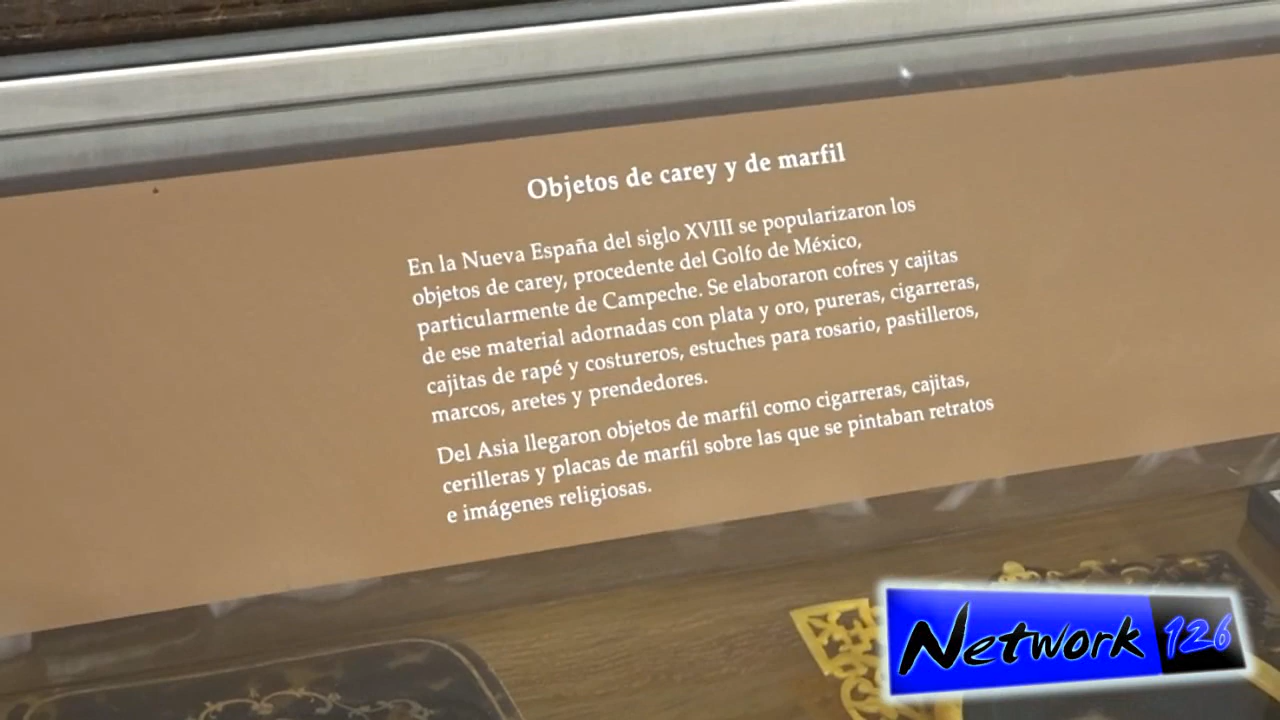 Objetos de carey y de marfil
En la Nueva España del siglo XVIII se popularizaron los
objetos de carey, procedente del Golfo de México,
particularmente de Campeche. Se elaboraron cofres y cajitas
de ese material adornadas con plata y oro, pureras, cigarreras,
cajitas de rapé y costureros, estuches para rosario, pastilleros,
marcos, aretes y prendedores.
Del Asia llegaron objetos de marfil como cigarreras, cajitas,
cerilleras y placas de marfil sobre las que se pintaban retratos
e imágenes religiosas.
Network 126